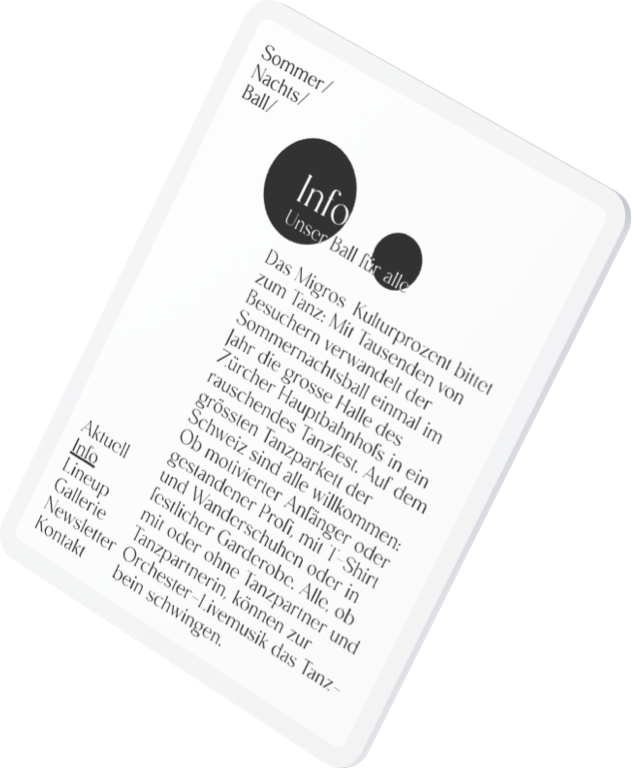 Sommer/
Nachts/
Ball/
Info
Unser Ball für alle
Das Migros Kulturprozent bittet
zum Tanz: Mit Tausenden von
Besuchern verwandelt der
Sommernachtsball einmal im
Jahr die grosse Halle des
Zürcher Hauptbahnhofs in ein
rauschendes Tanzfest. Auf dem
grössten Tanzparkett der
Schweiz sind alle willkommen:
Ob motivierter Anfänger oder
gestandener Profi, mit T-Shirt
und Wanderschuhen oder in
festlicher Garderobe. Alle, ob
mit oder ohne Tanzpartner und
Tanzpartnerin, können zur
Orchester-Livemusik das Tanz-
bein schwingen.
Aktuell
Info
Lineup
Gallerie
Newsletter
Kontakt